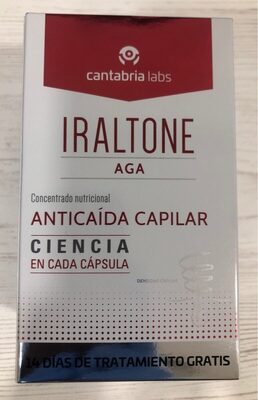 cantabria labs
IRALTONE
AGA
Concentrado nutricional
ANTICAÍDA CAPILAR
CIENCIA
EN CADA CÁPSULA
14 DÍAS DE TRATAMIENTO GRATIS